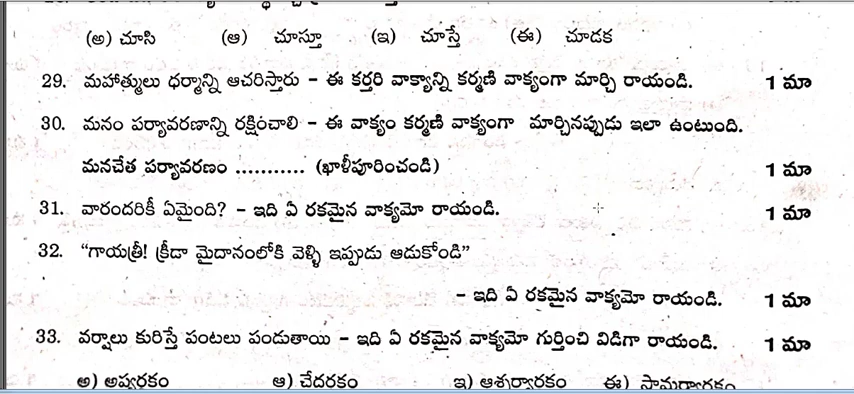 (అ) చూసి (ఆ) చూస్తూ (ఇ) చూస్తే (ఈ) చూడక
29. మహాత్ములు ధర్మాన్ని ఆచరిస్తారు – ఈ కర్తరి వాక్యాన్ని కర్మణి వాక్యంగా మార్చి రాయండి. 1 మా
30. మనం పర్యావరణాన్ని రక్షించాలి – ఈ వాక్యం కర్మణి వాక్యంగా మార్చినప్పుడు ఇలా ఉంటుంది.
మనచేత పర్యావరణం ........... (ఖాళీపూరించండి) 1 మా
31. వారందరికీ ఏమైంది? – ఇది ఏ రకమైన వాక్యమో రాయండి. 1 మా
32. “గాయత్రీ! క్రీడా మైదానంలోకి వెళ్ళి ఇప్పుడు ఆడుకోండి”
– ఇది ఏ రకమైన వాక్యమో రాయండి. 1 మా
33. వర్షాలు కురిస్తే పంటలు పండుతాయి – ఇది ఏ రకమైన వాక్యమో గుర్తించి విడిగా రాయండి. 1 మా
అ) అప్యర్థకం ఆ) చేదర్థకం ఇ) ఆశ్చర్యార్థకం ఈ) సామర్థ్యార్థకం